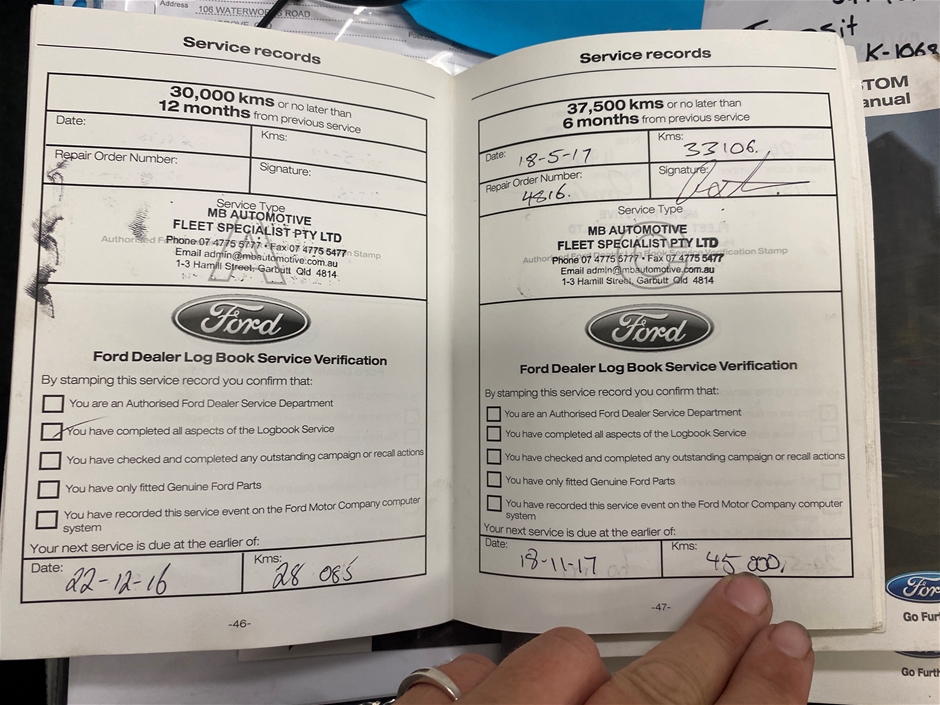 Address
106 WATERWORKS ROAD
K-1068
TOM
anual
Service records
30,000 kms or no later than
12 months from previous service
Date:
Kms:
Repair Order Number:
Signature:
Service Type
MB AUTOMOTIVE
FLEET SPECIALIST PTY LTD
Phone 07 4775 5777 • Fax 07 4775 5477
Email admin@mbautomotive.com.au
1-3 Hamill Street, Garbutt Qld 4814
Ford
Ford Dealer Log Book Service Verification
By stamping this service record you confirm that:
You are an Authorised Ford Dealer Service Department
You have completed all aspects of the Logbook Service
You have checked and completed any outstanding campaign or recall actions
You have only fitted Genuine Ford Parts
You have recorded this service event on the Ford Motor Company computer
system
Your next service is due at the earlier of:
Date: 22-12-16
Kms: 28 085
-46-
Service records
37,500 kms or no later than
6 months from previous service
Date: 18-5-17
Kms: 33106.
Repair Order Number:
4816.
Signature:
Service Type
MB AUTOMOTIVE
FLEET SPECIALIST PTY LTD
Phone 07 4775 5777 • Fax 07 4775 5477
Email admin@mbautomotive.com.au
1-3 Hamill Street, Garbutt Qld 4814
Ford
Ford Dealer Log Book Service Verification
By stamping this service record you confirm that:
You are an Authorised Ford Dealer Service Department
You have completed all aspects of the Logbook Service
You have checked and completed any outstanding campaign or recall actions
You have only fitted Genuine Ford Parts
You have recorded this service event on the Ford Motor Company computer
system
Your next service is due at the earlier of:
Date: 18-11-17
Kms: 45 000,
-47-
Ford
Go Furt
Go Furth